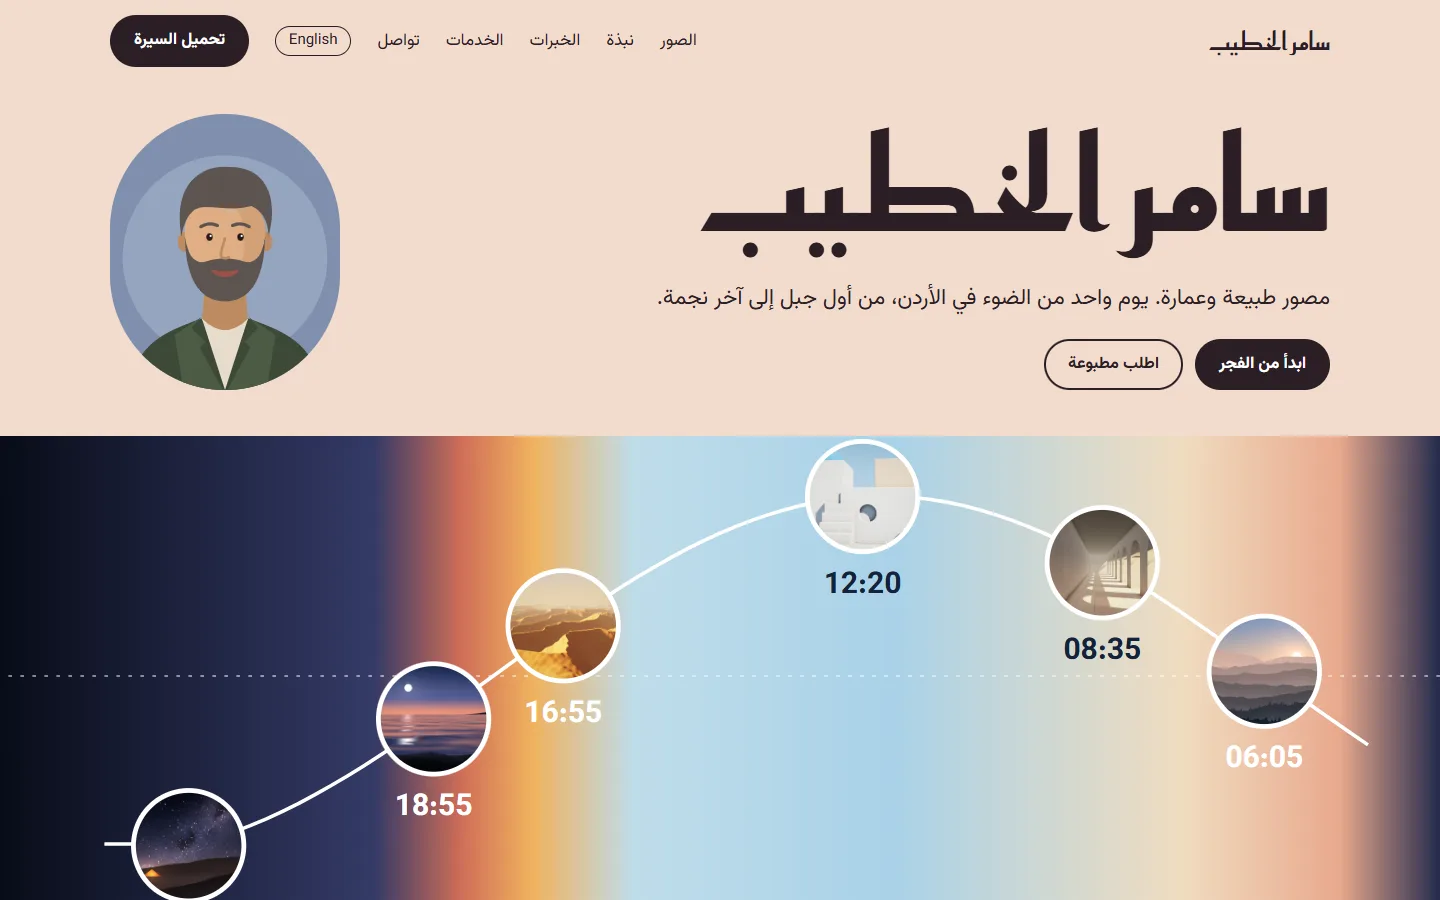 سامر الخطيب
الصور نبذة الخبرات الخدمات تواصل English تحميل السيرة
سامر الخطيب
مصور طبيعة وعمارة. يوم واحد من الضوء في الأردن، من أول جبل إلى آخر نجمة.
ابدأ من الفجر اطلب مطبوعة
12:20
08:35
16:55
06:05
18:55